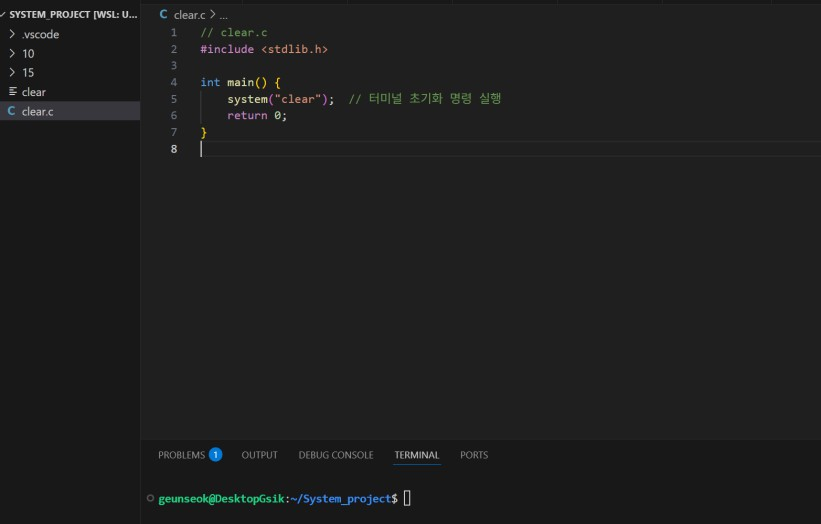 SYSTEM_PROJECT [WSL: U...
.vscode
10
15
clear
C clear.c
C clear.c > ...
1 // clear.c
2 #include <stdlib.h>
3
4 int main() {
5 system("clear"); // 터미널 초기화 명령 실행
6 return 0;
7 }
8
PROBLEMS 1 OUTPUT DEBUG CONSOLE TERMINAL PORTS
geunseok@DesktopGsik:~/System_project$